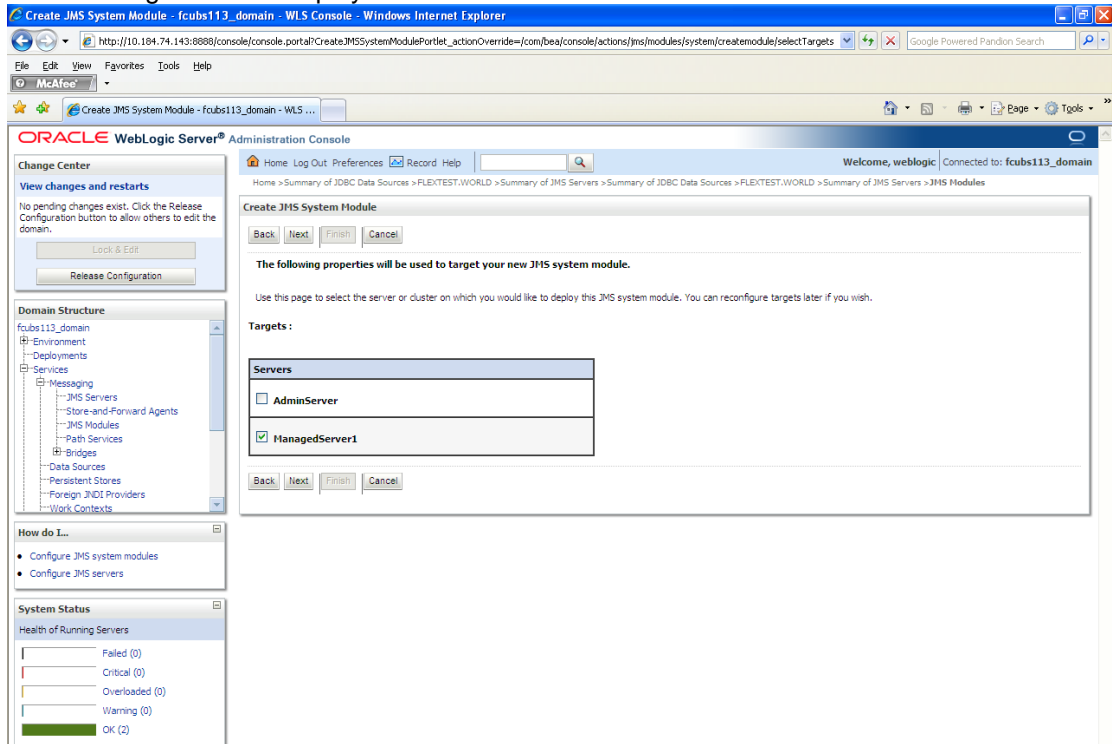 Create JMS System Module - fcubs113_domain - WLS Console - Windows Internet Explorer
http://10.184.74.143:8888/console/console.portal?CreateJMSSystemModulePortlet_actionOverride=/com/bea/console/actions/jms/modules/system/createmodule/selectTargets
Google Powered Pandion Search
File Edit View Favorites Tools Help
McAfee
Create JMS System Module - fcubs113_domain - WLS ...
Page Tools »
ORACLE WebLogic Server® Administration Console
Change Center
View changes and restarts
No pending changes exist. Click the Release
Configuration button to allow others to edit the
domain.
Lock & Edit
Release Configuration
Domain Structure
fcubs113_domain
Environment
Deployments
Services
Messaging
JMS Servers
Store-and-Forward Agents
JMS Modules
Path Services
Bridges
Data Sources
Persistent Stores
Foreign JNDI Providers
Work Contexts
How do I...
Configure JMS system modules
Configure JMS servers
System Status
Health of Running Servers
Failed (0)
Critical (0)
Overloaded (0)
Warning (0)
OK (2)
Home Log Out Preferences Record Help
Welcome, weblogic Connected to: fcubs113_domain
Home >Summary of JDBC Data Sources >FLEXTEST.WORLD >Summary of JMS Servers >Summary of JDBC Data Sources >FLEXTEST.WORLD >Summary of JMS Servers >JMS Modules
Create JMS System Module
Back Next Finish Cancel
The following properties will be used to target your new JMS system module.
Use this page to select the server or cluster on which you would like to deploy this JMS system module. You can reconfigure targets later if you wish.
Targets :
Servers
AdminServer
ManagedServer1
Back Next Finish Cancel